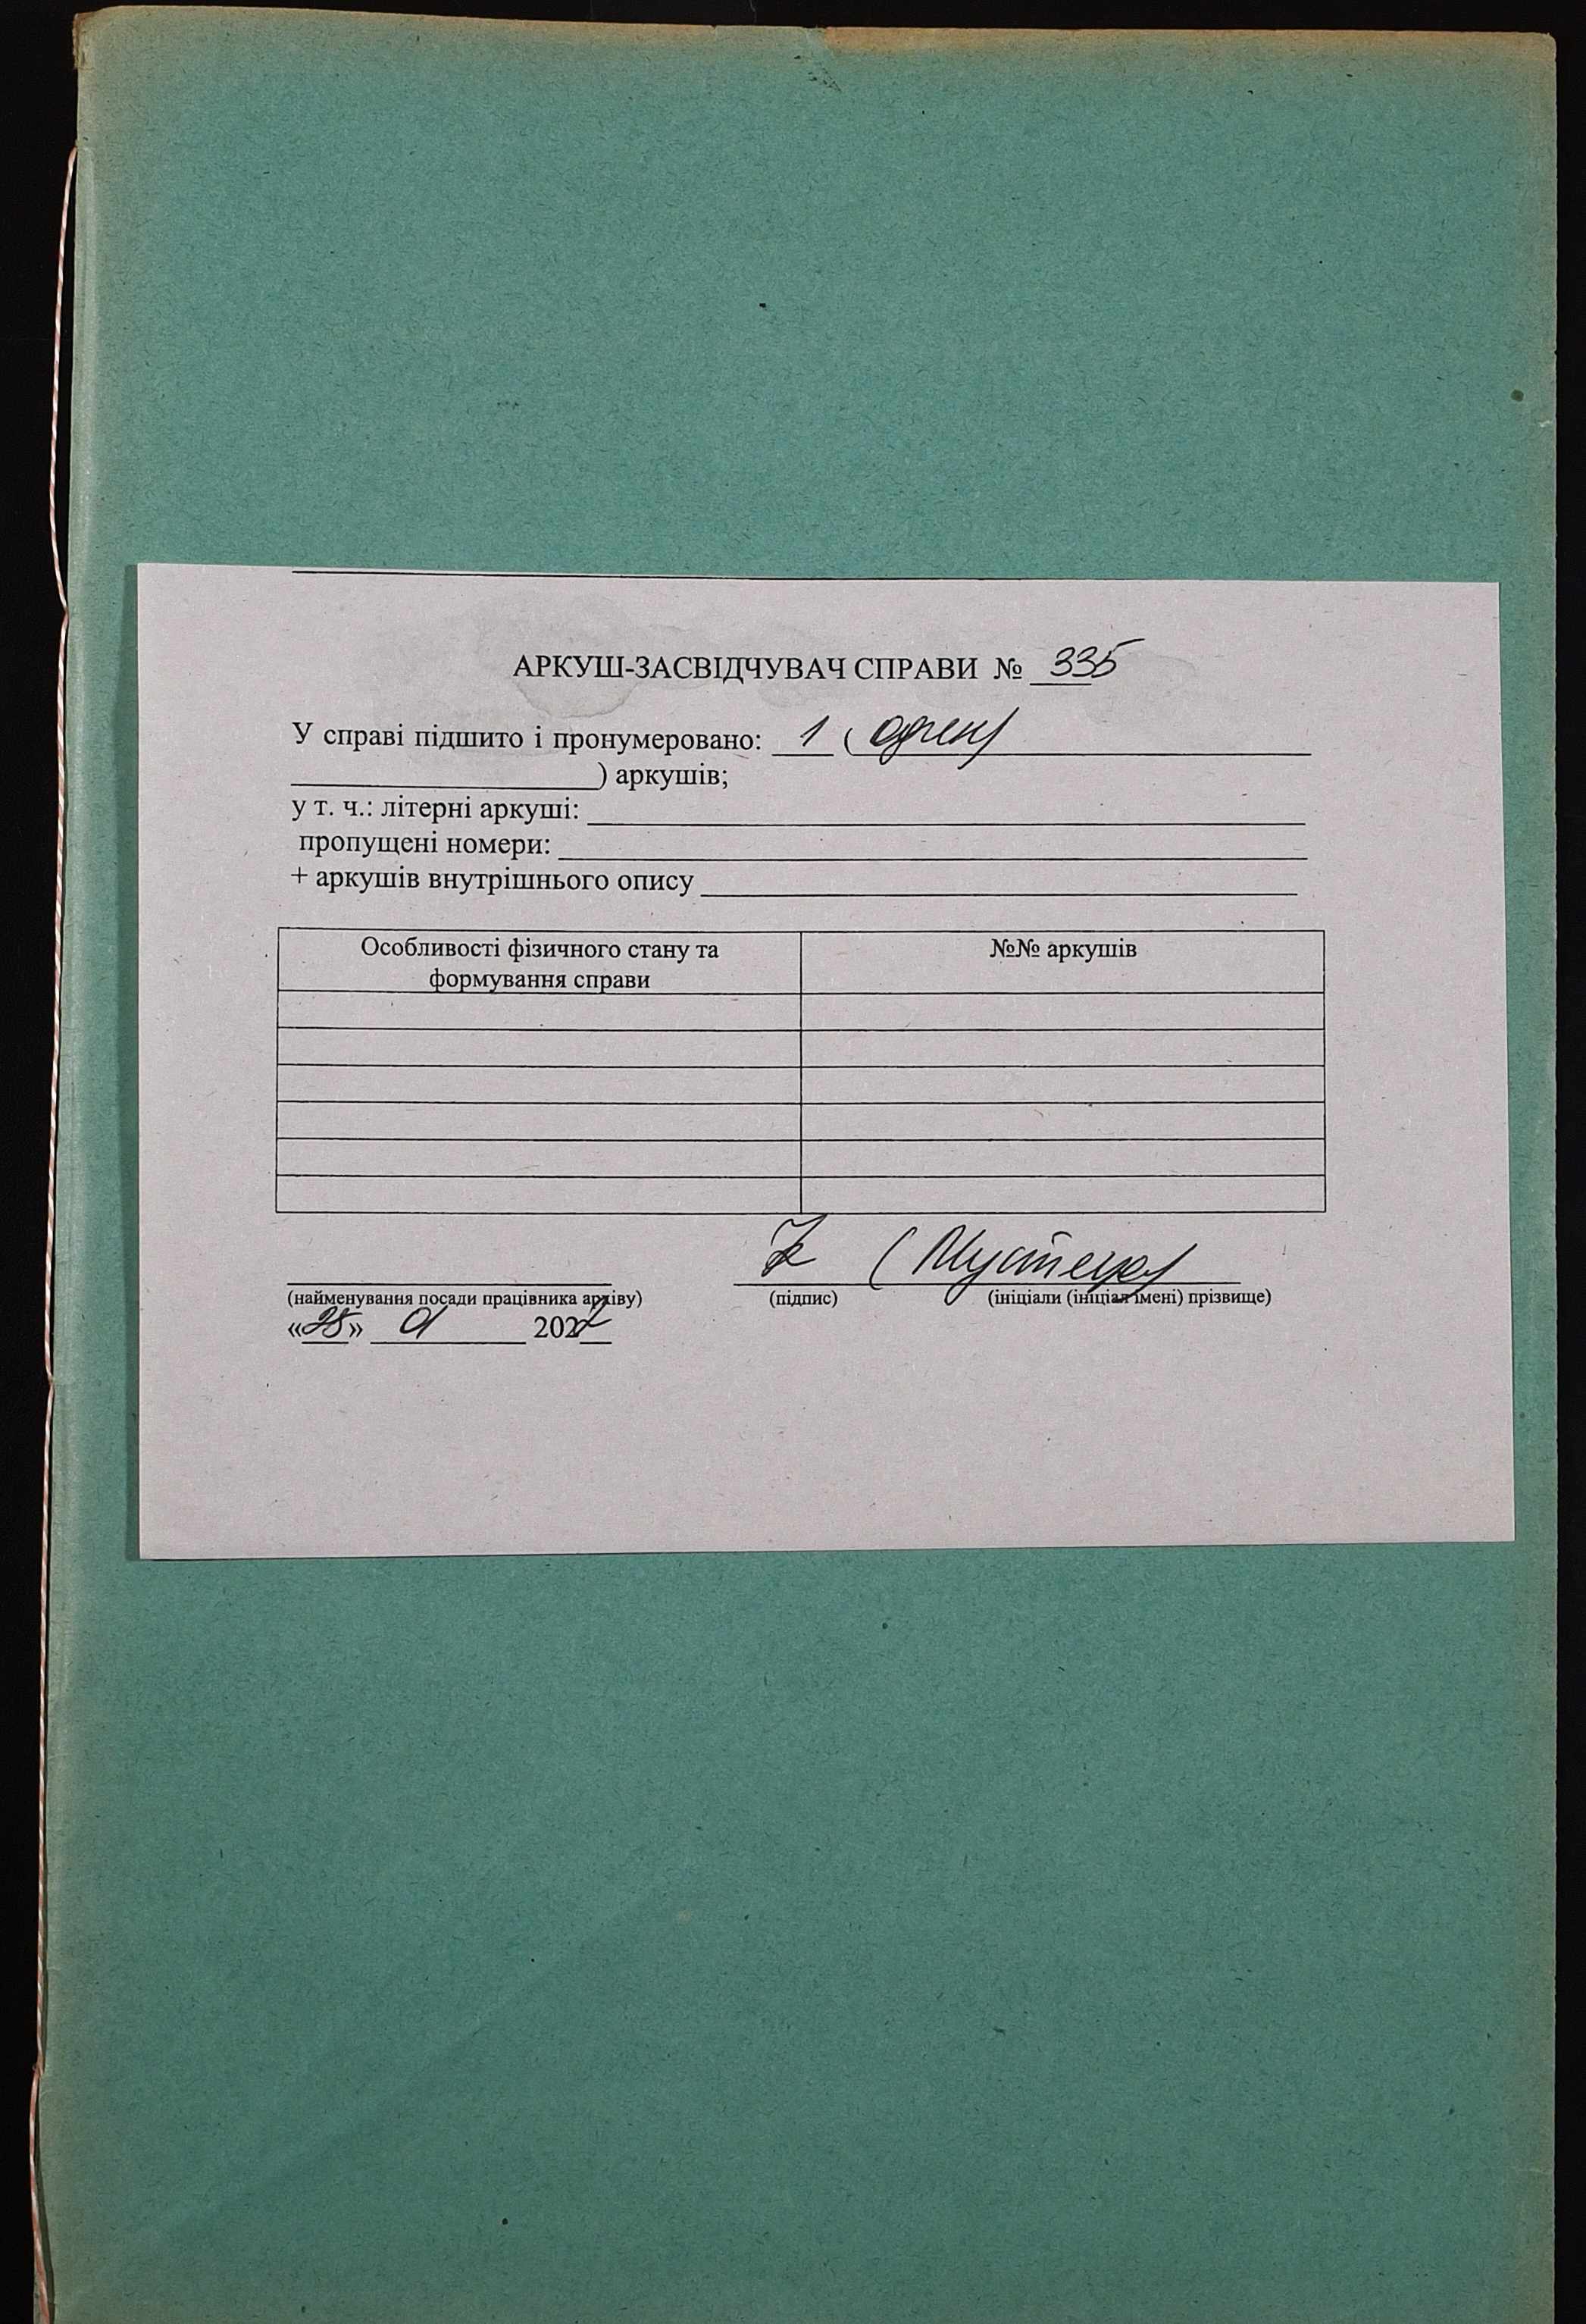 АРКУШ-ЗАСВІДЧУВАЧ СПРАВИ № 335
У справі підшито і пронумеровано: 1 ( один)
) аркушів;
у т. ч.: літерні аркуші:
пропущені номери:
+ аркушів внутрішнього опису
Особливості фізичного стану та №№ аркушів
формування справи
(найменування посади працівника архіву) (підпис) (ініціали (ініціал імені) прізвище)
«28» 202